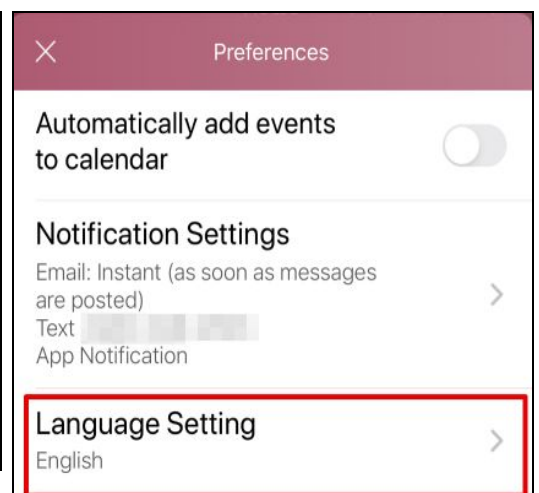 Preferences
Automatically add events
to calendar
Notification Settings
Email: Instant (as soon as messages
are posted)
Text
App Notification
Language Setting
English